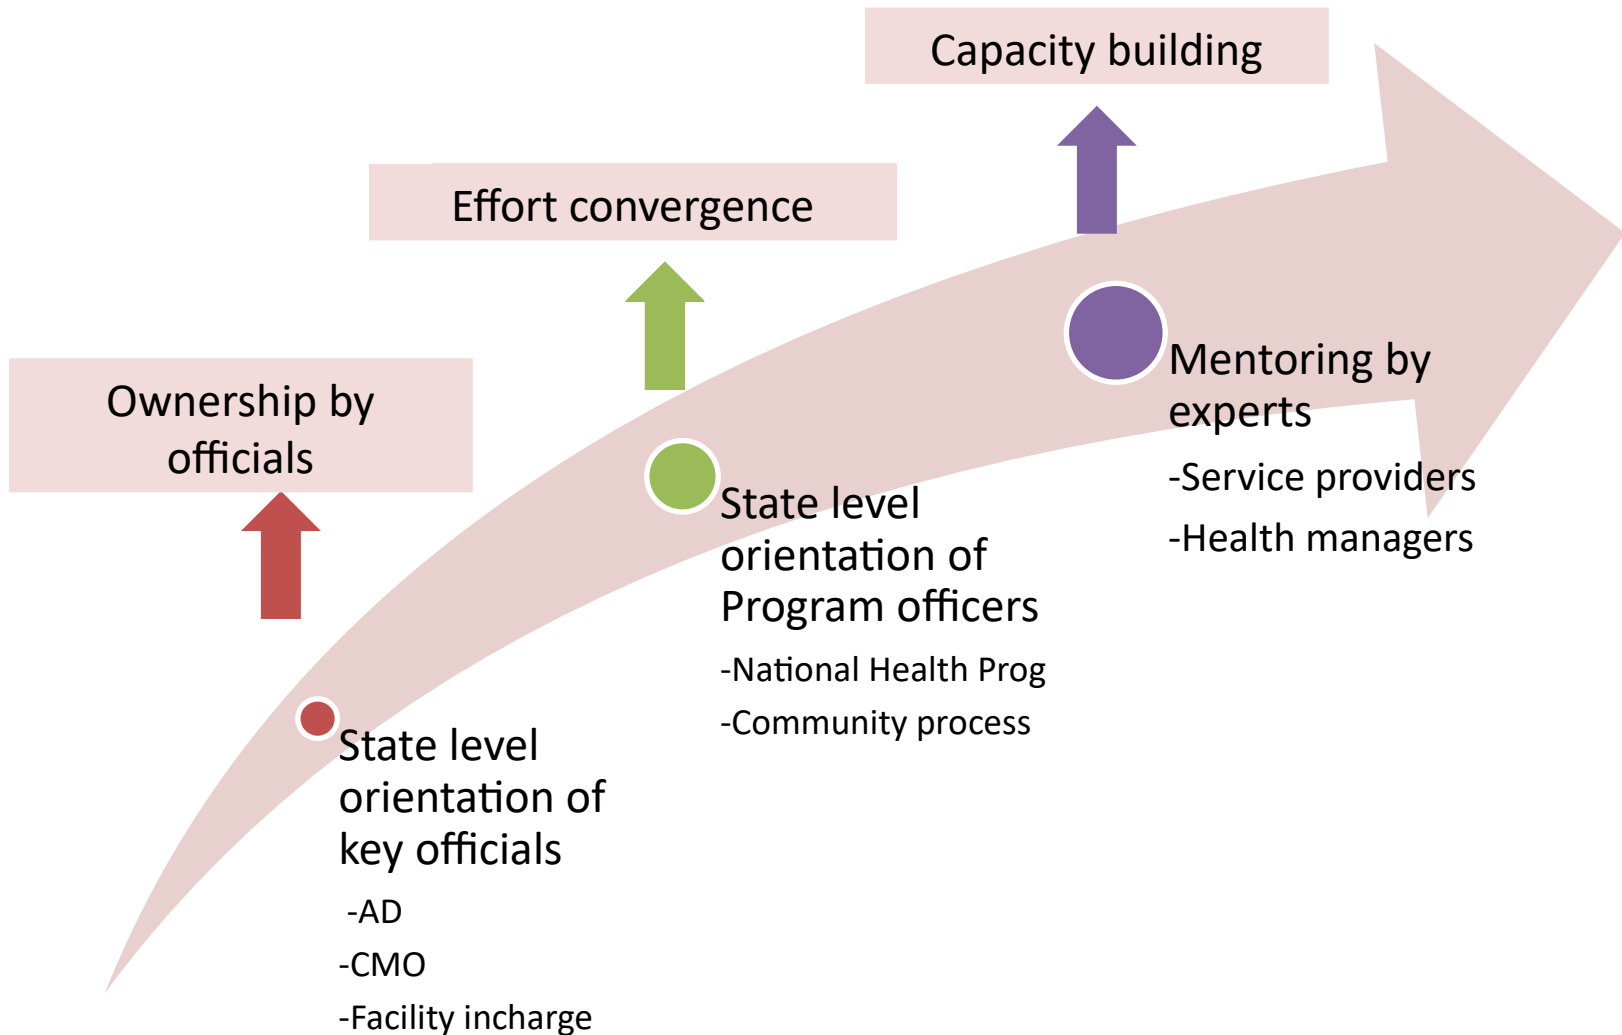 Capacity building
Effort convergence
Ownership by
officials
Mentoring by
experts
-Service providers
-Health managers
State level
orientation of
Program officers
-National Health Prog
-Community process
State level
orientation of
key officials
-AD
-CMO
-Facility incharge